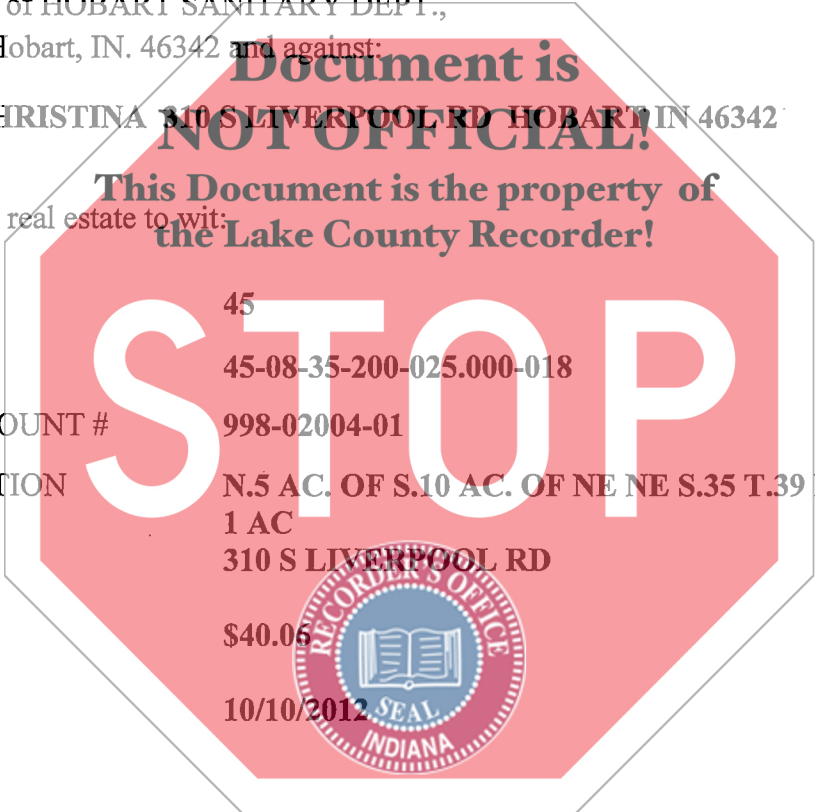 of HOBART SANITARY DEPT.,
Hobart, IN. 46342 and against:
Document is
HRISTINA 310 S LIVERPOOL RD HOBART IN 46342
NOT OFFICIAL!
This Document is the property of
real estate to wit:
the Lake County Recorder!
45
STOP
45-08-35-200-025.000-018
OUNT # 998-02004-01
TION N.5 AC. OF S.10 AC. OF NE NE S.35 T.39
1 AC
310 S LIVERPOOL RD
RECORDER'S OFFICE
$40.06
10/10/2012
SEAL
INDIANA